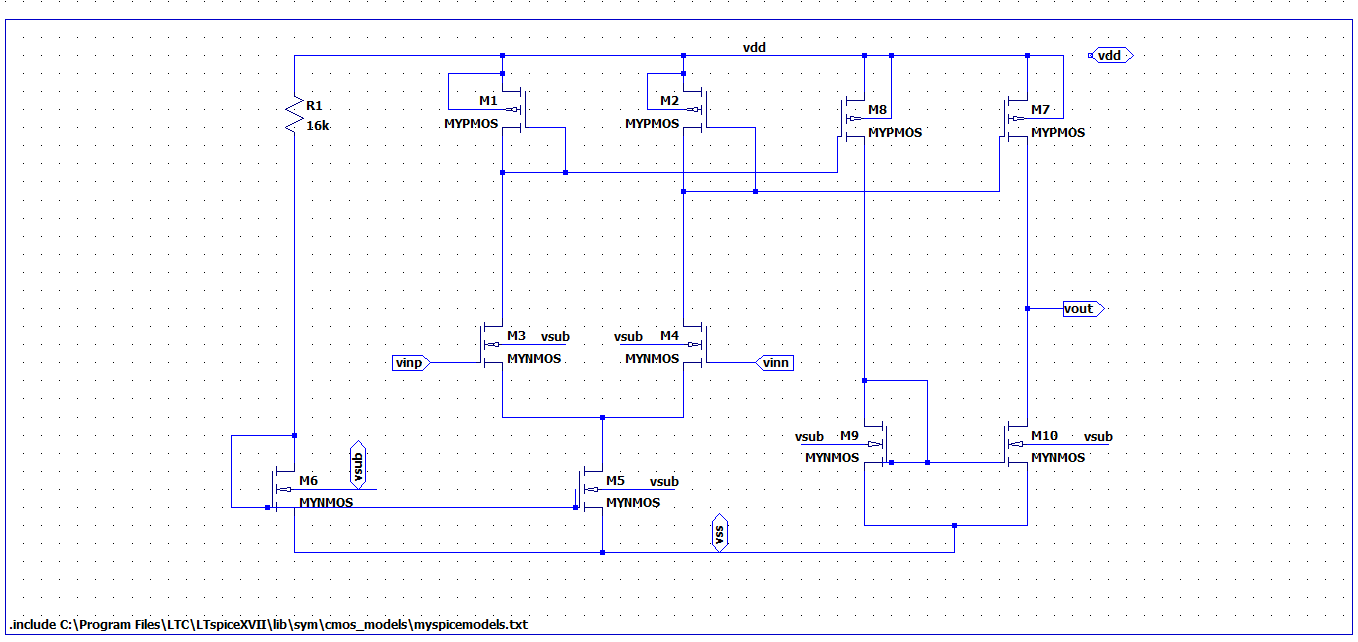 vdd
vdd
R1
16k
M1
MYPMOS
M2
MYPMOS
M8
MYPMOS
M7
MYPMOS
vout
M3
vsub
MYNMOS
vinp
vsub
M4
MYNMOS
vinn
vsub
M9
MYNMOS
M10
vsub
MYNMOS
vsub
M6
MYNMOS
M5
vsub
MYNMOS
vss
.include C:\Program Files\LTC\LTspiceXVII\lib\sym\cmos_models\myspicemodels.txt